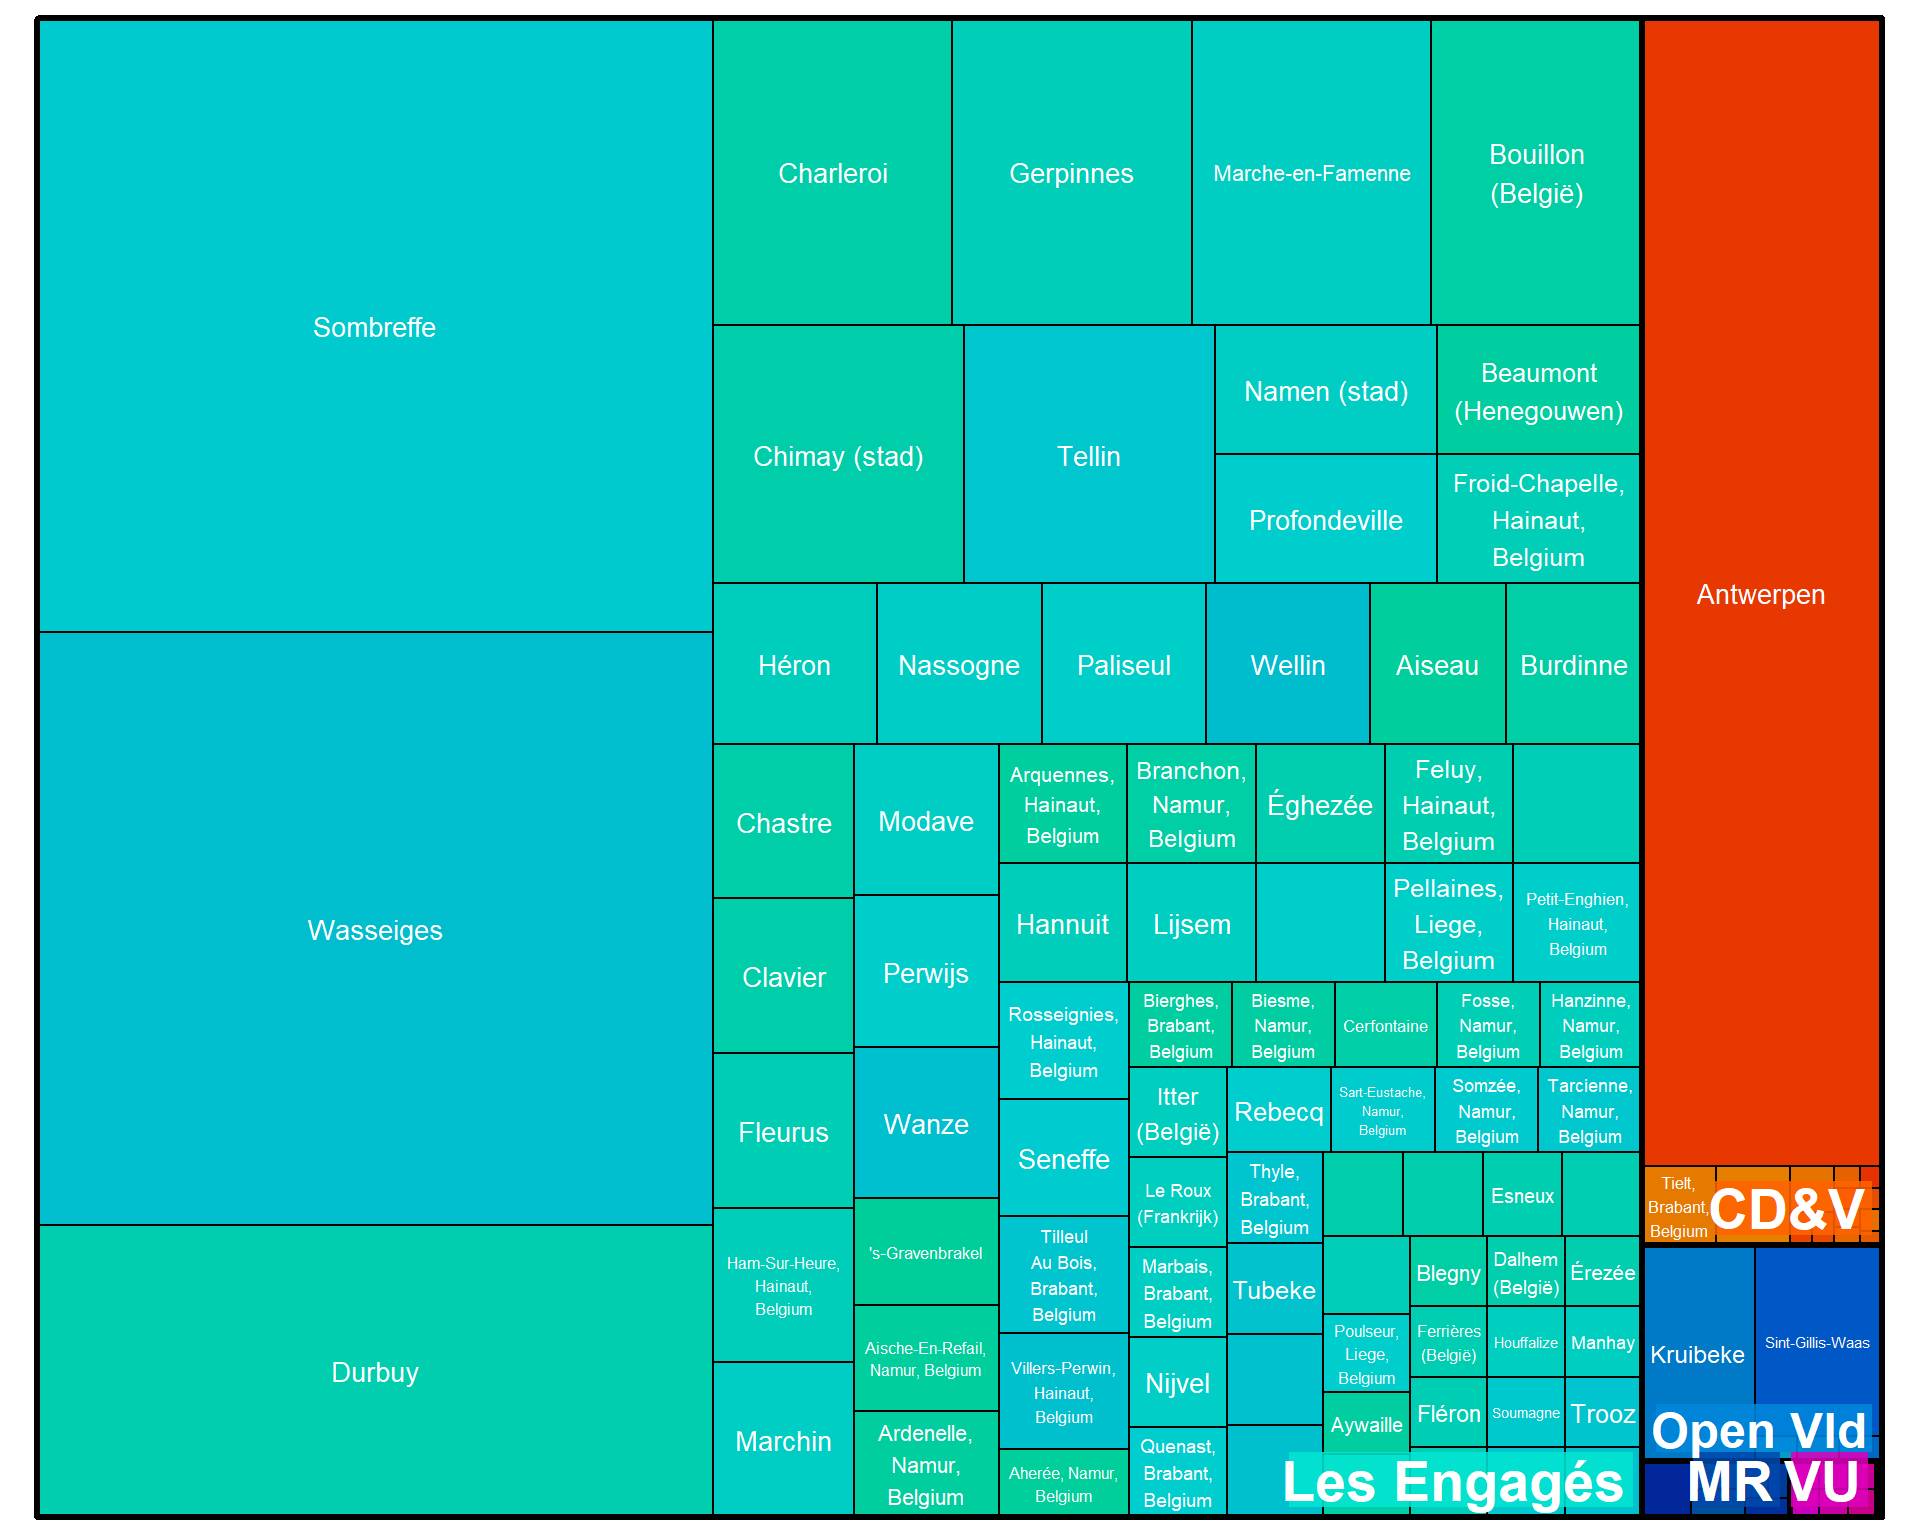 Sombreffe
Wasseiges
Durbuy
Charleroi
Gerpinnes
Marche-en-Famenne
Bouillon
(België)
Chimay (stad)
Tellin
Namen (stad)
Beaumont
(Henegouwen)
Profondeville
Froid-Chapelle,
Hainaut,
Belgium
Héron
Nassogne
Paliseul
Wellin
Aiseau
Burdinne
Chastre
Clavier
Fleurus
Ham-Sur-Heure,
Hainaut,
Belgium
Marchin
Modave
Perwijs
Wanze
's-Gravenbrakel
Aische-En-Refail,
Namur, Belgium
Ardenelle,
Namur,
Belgium
Arquennes,
Hainaut,
Belgium
Branchon,
Namur,
Belgium
Éghezée
Feluy,
Hainaut,
Belgium
Hannuit
Lijsem
Pellaines,
Liege,
Belgium
Petit-Enghien,
Hainaut,
Belgium
Rosseignies,
Hainaut,
Belgium
Seneffe
Tilleul
Au Bois,
Brabant,
Belgium
Villers-Perwin,
Hainaut,
Belgium
Aherée, Namur,
Belgium
Bierghes,
Brabant,
Belgium
Biesme,
Namur,
Belgium
Cerfontaine
Fosse,
Namur,
Belgium
Hanzinne,
Namur,
Belgium
Itter
(België)
Le Roux
(Frankrijk)
Marbais,
Brabant,
Belgium
Nijvel
Quenast,
Brabant,
Belgium
Rebecq
Sart-Eustache,
Namur,
Belgium
Somzée,
Namur,
Belgium
Tarcienne,
Namur,
Belgium
Thyle,
Brabant,
Belgium
Tubeke
Esneux
Poulseur,
Liege,
Belgium
Aywaille
Blegny
Dalhem
(België)
Érezée
Ferrières
(België)
Houffalize
Manhay
Fléron
Soumagne
Trooz
Les Engagés
Antwerpen
Tielt,
Brabant,
Belgium
CD&V
Kruibeke
Sint-Gillis-Waas
Open Vld
MR
VU